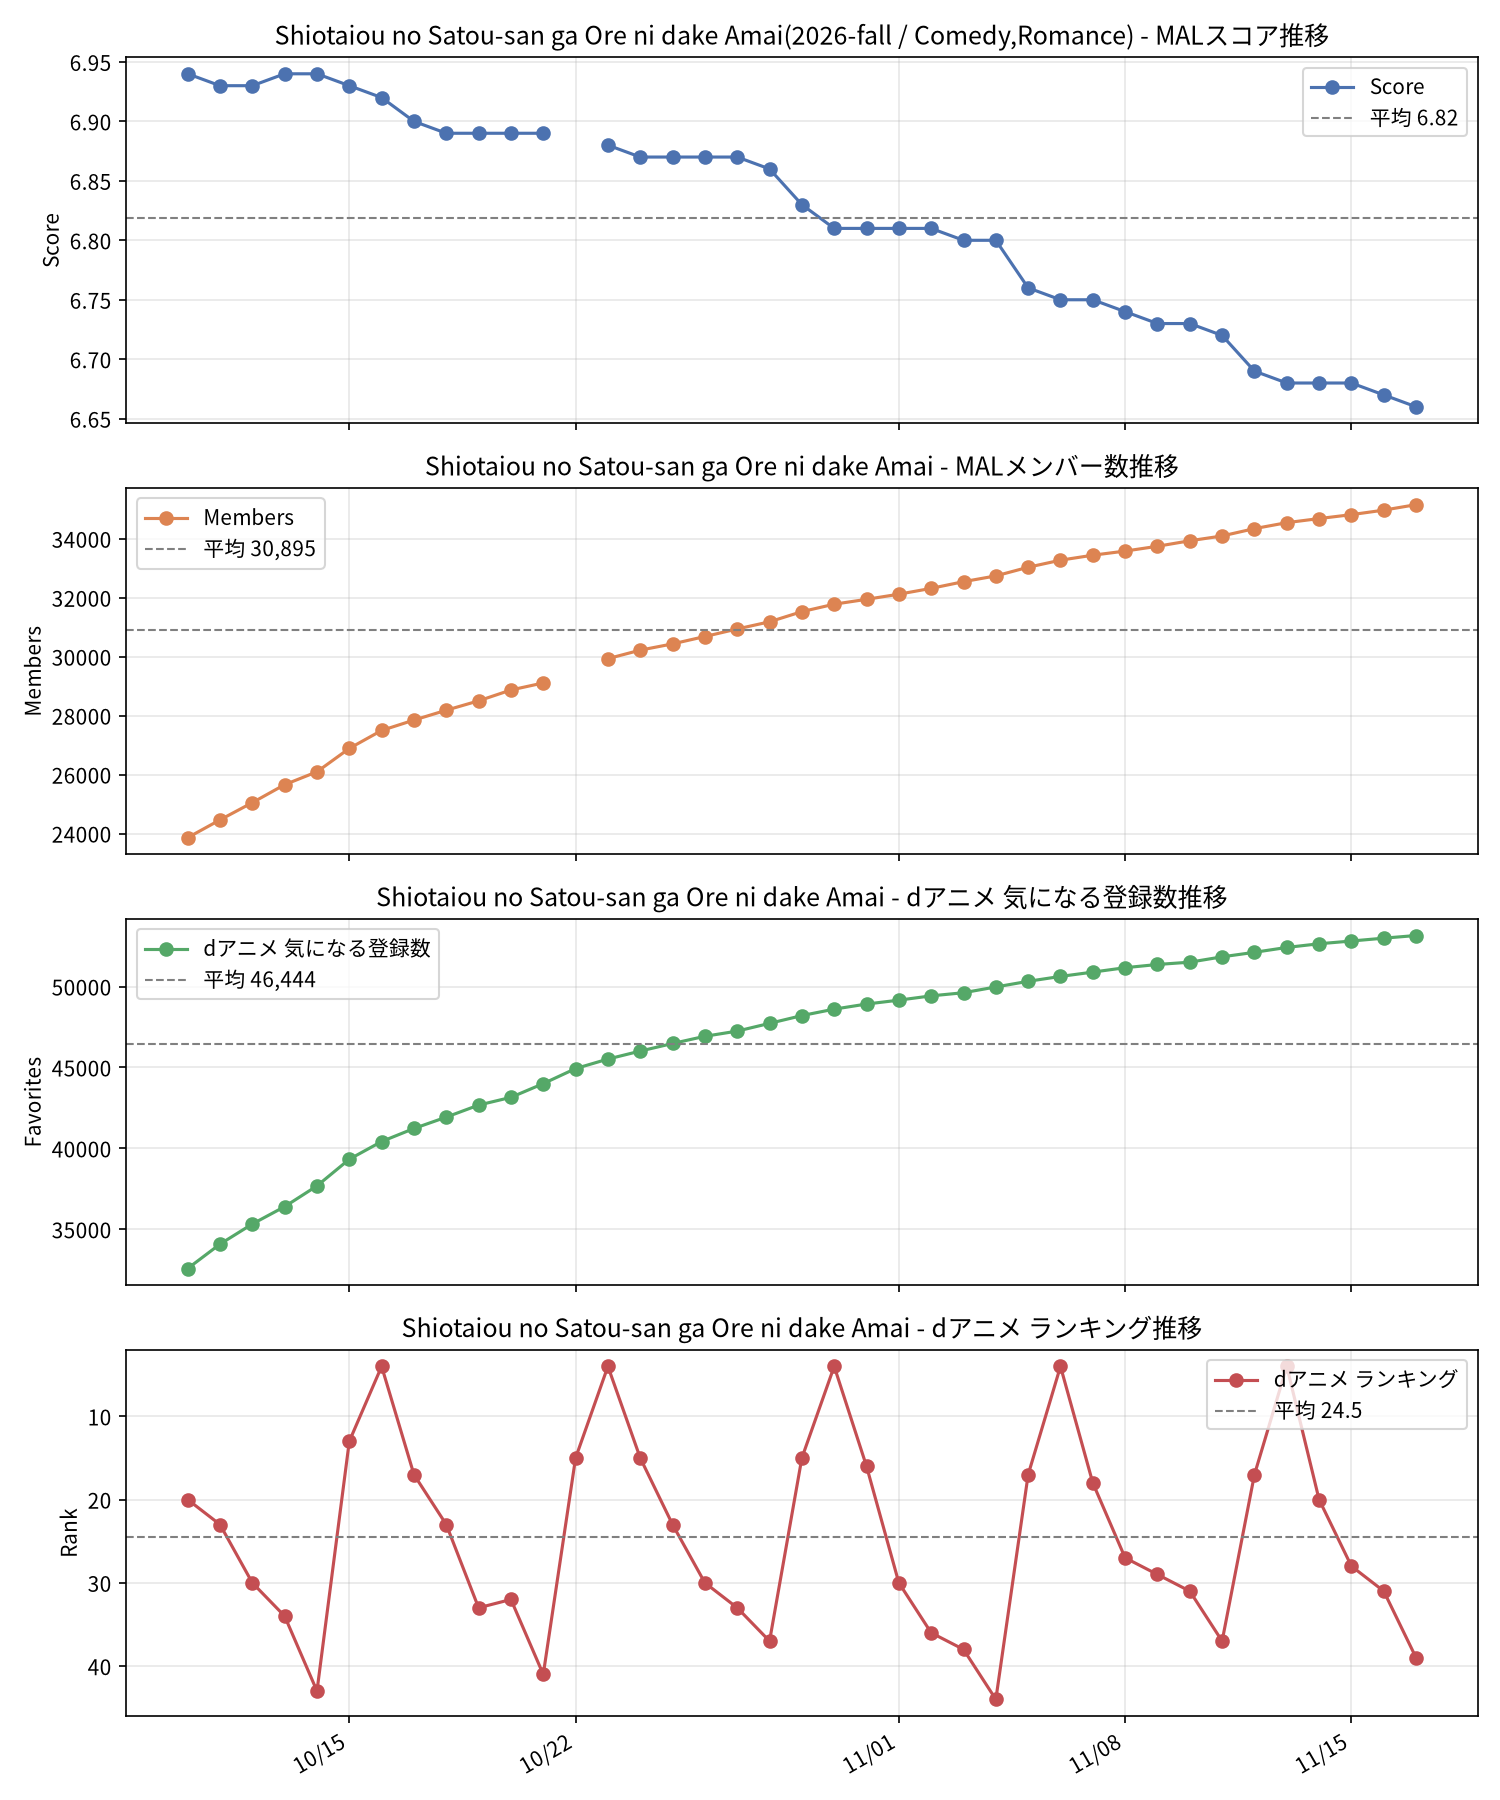 Shiotaiou no Satou-san ga Ore ni dake Amai(2026-fall / Comedy,Romance) - MALスコア推移
6.95
6.90
6.85
6.80
6.75
6.70
6.65
Score
Score
平均 6.82
Shiotaiou no Satou-san ga Ore ni dake Amai - MALメンバー数推移
34000
32000
30000
28000
26000
24000
Members
Members
平均 30,895
Shiotaiou no Satou-san ga Ore ni dake Amai - dアニメ 気になる登録数推移
50000
45000
40000
35000
Favorites
dアニメ 気になる登録数
平均 46,444
Shiotaiou no Satou-san ga Ore ni dake Amai - dアニメ ランキング推移
10
20
30
40
Rank
dアニメ ランキング
平均 24.5
10/15
10/22
11/01
11/08
11/15